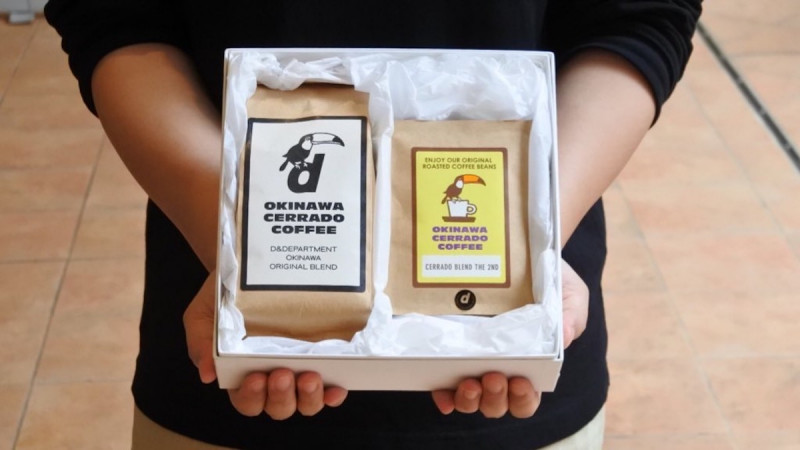 d
OKINAWA
CERRADO
COFFEE
D&DEPARTMENT
OKINAWA
ORIGINAL BLEND
ENJOY OUR ORIGINAL
ROASTED COFFEE BEANS
OKINAWA
CERRADO
COFFEE
CERRADO BLEND THE 2ND
d